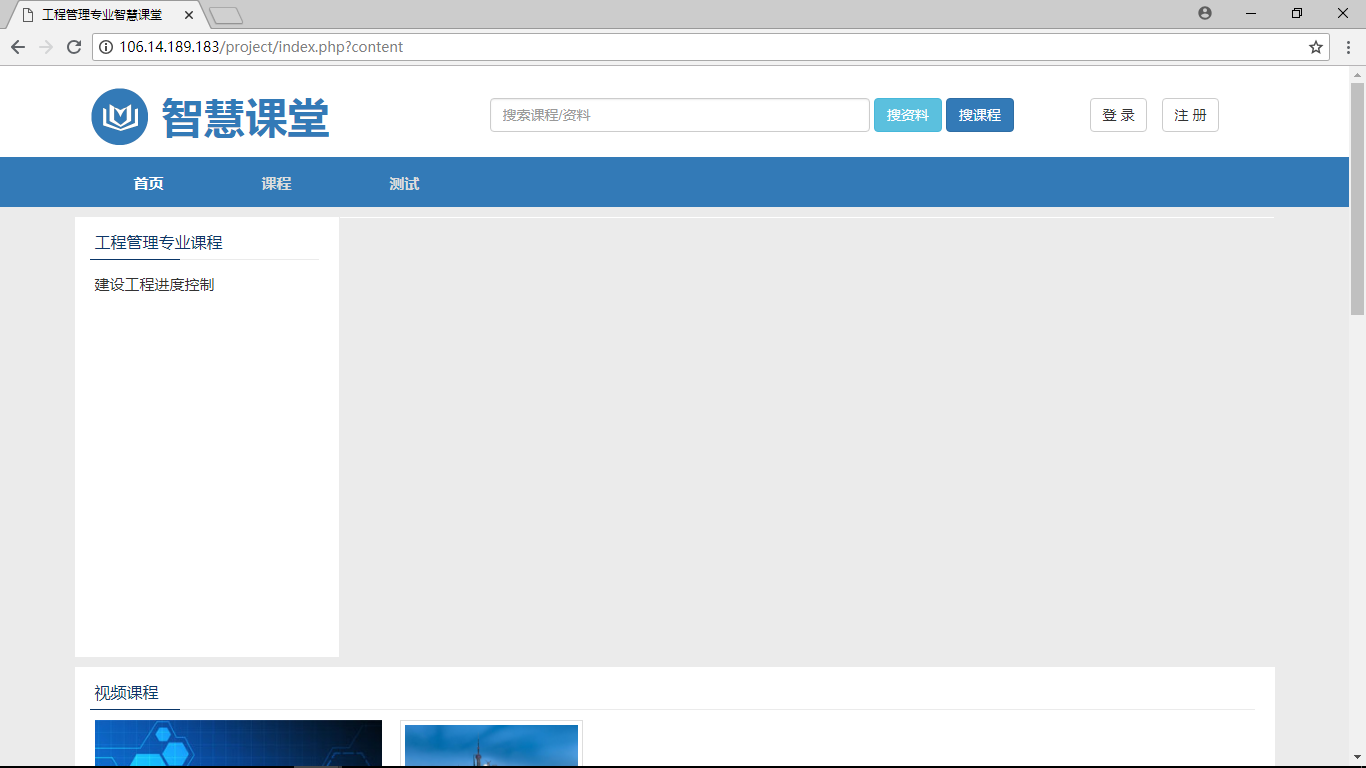 工程管理专业智慧课堂
106.14.189.183/project/index.php?content
智慧课堂
搜索课程/资料
搜资料
搜课程
登 录
注 册
首页
课程
测试
工程管理专业课程
建设工程进度控制
视频课程